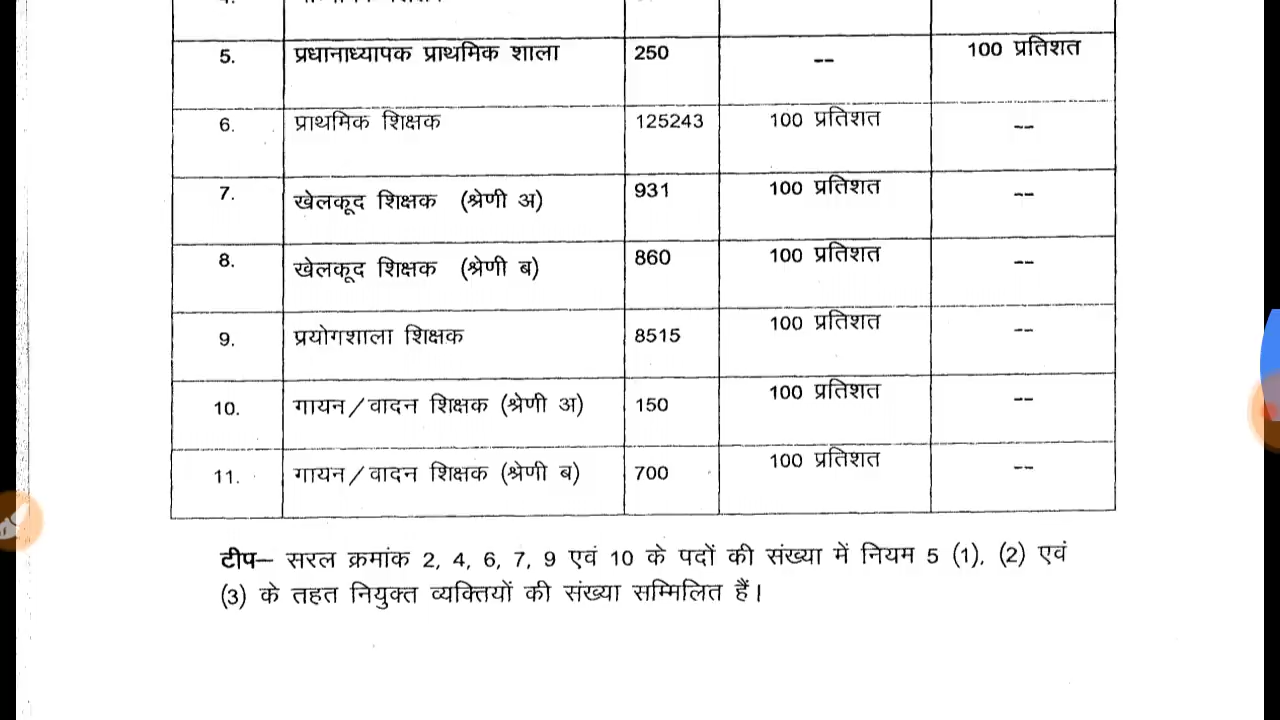 5. प्रधानाध्यापक प्राथमिक शाला 250 -- 100 प्रतिशत
6. प्राथमिक शिक्षक 125243 100 प्रतिशत --
7. खेलकूद शिक्षक (श्रेणी अ) 931 100 प्रतिशत --
8. खेलकूद शिक्षक (श्रेणी ब) 860 100 प्रतिशत --
9. प्रयोगशाला शिक्षक 8515 100 प्रतिशत --
10. गायन/वादन शिक्षक (श्रेणी अ) 150 100 प्रतिशत --
11. गायन/वादन शिक्षक (श्रेणी ब) 700 100 प्रतिशत --
टीप– सरल क्रमांक 2, 4, 6, 7, 9 एवं 10 के पदों की संख्या में नियम 5 (1), (2) एवं
(3) के तहत नियुक्त व्यक्तियों की संख्या सम्मिलित हैं।